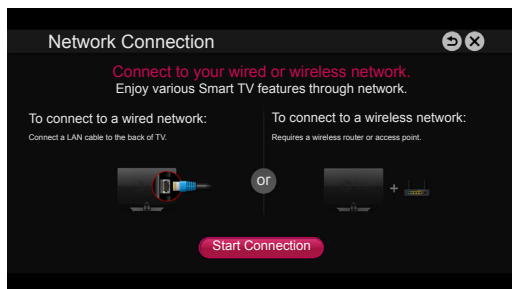 Network Connection
Connect to your wired or wireless network.
Enjoy various Smart TV features through network.
To connect to a wired network:
Connect a LAN cable to the back of TV.
or
To connect to a wireless network:
Requires a wireless router or access point.
+
Start Connection